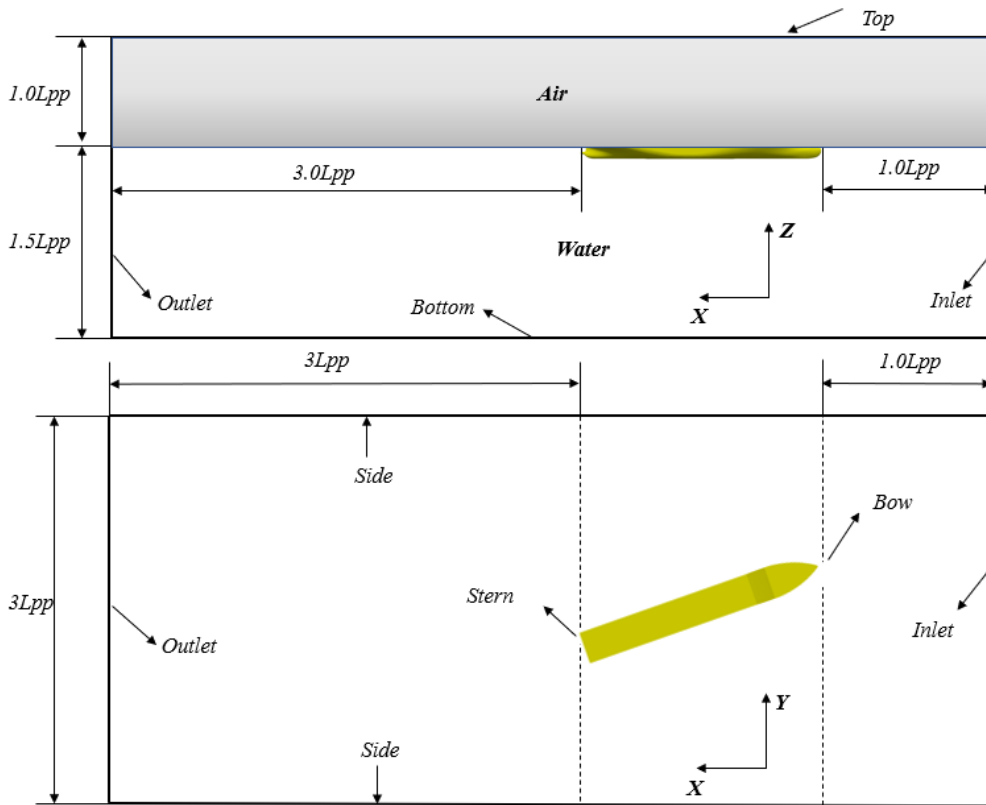 Top
1.0Lpp
Air
3.0Lpp
1.0Lpp
1.5Lpp
Water
Z
Outlet
Bottom
X
Inlet
3Lpp
1.0Lpp
Side
Bow
3Lpp
Stern
Outlet
Inlet
Y
Side
X